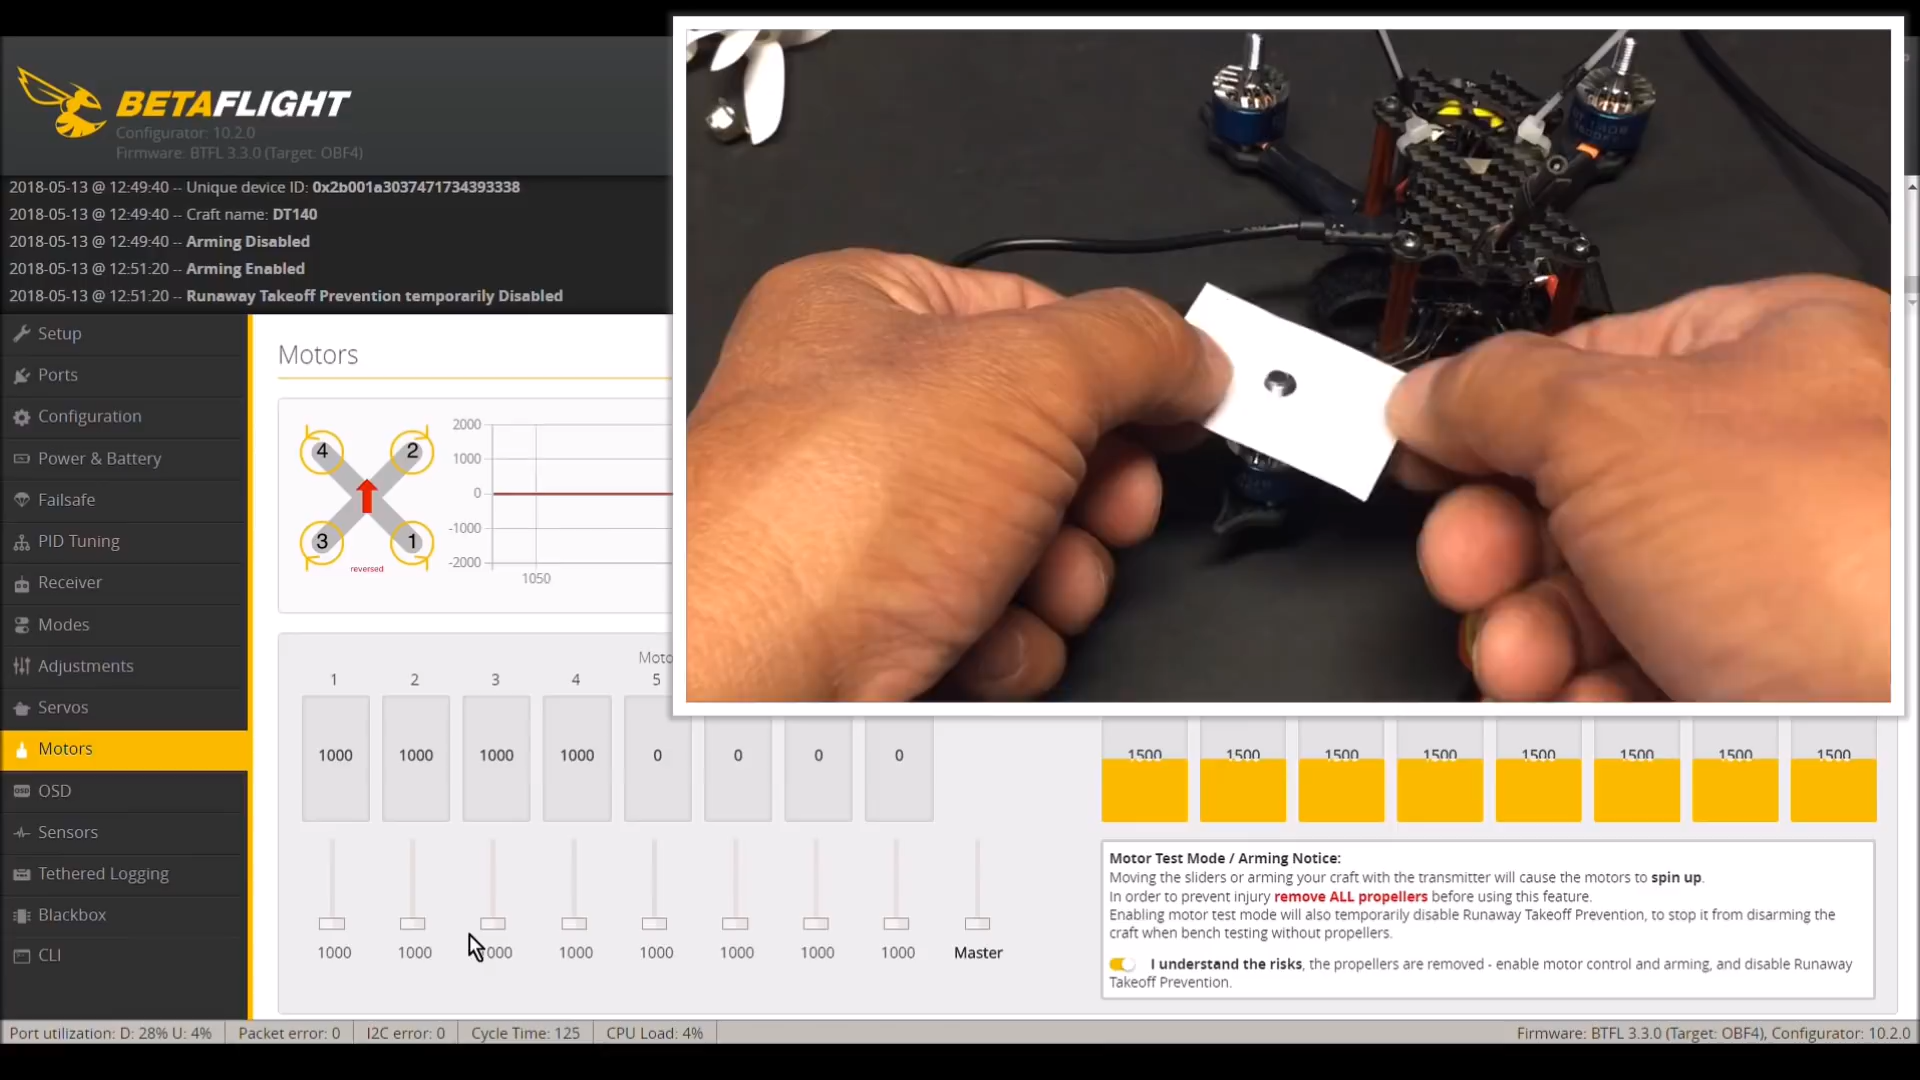 BETAFLIGHT
Configurator: 10.2.0
Firmware: BTFL 3.3.0 (Target: OBF4)
2018-05-13 @ 12:49:40 -- Unique device ID: 0x2b001a3037471734393338
2018-05-13 @ 12:49:40 -- Craft name: DT140
2018-05-13 @ 12:49:40 -- Arming Disabled
2018-05-13 @ 12:51:20 -- Arming Enabled
2018-05-13 @ 12:51:20 -- Runaway Takeoff Prevention temporarily Disabled
Setup
Ports
Configuration
Power & Battery
Failsafe
PID Tuning
Receiver
Modes
Adjustments
Servos
Motors
OSD
Sensors
Tethered Logging
Blackbox
CLI
Motors
4 2
3 1
reversed
2000
1000
0
-1000
-2000
1050
Moto
1 2 3 4 5
1000 1000 1000 1000 0 0 0 0
1000 1000 1000 1000 1000 1000 1000 1000 Master
1500 1500 1500 1500 1500 1500 1500 1500
Motor Test Mode / Arming Notice:
Moving the sliders or arming your craft with the transmitter will cause the motors to spin up.
In order to prevent injury remove ALL propellers before using this feature.
Enabling motor test mode will also temporarily disable Runaway Takeoff Prevention, to stop it from disarming the
craft when bench testing without propellers.
I understand the risks, the propellers are removed - enable motor control and arming, and disable Runaway
Takeoff Prevention.
Port utilization: D: 28% U: 4% Packet error: 0 I2C error: 0 Cycle Time: 125 CPU Load: 4% Firmware: BTFL 3.3.0 (Target: OBF4), Configurator: 10.2.0